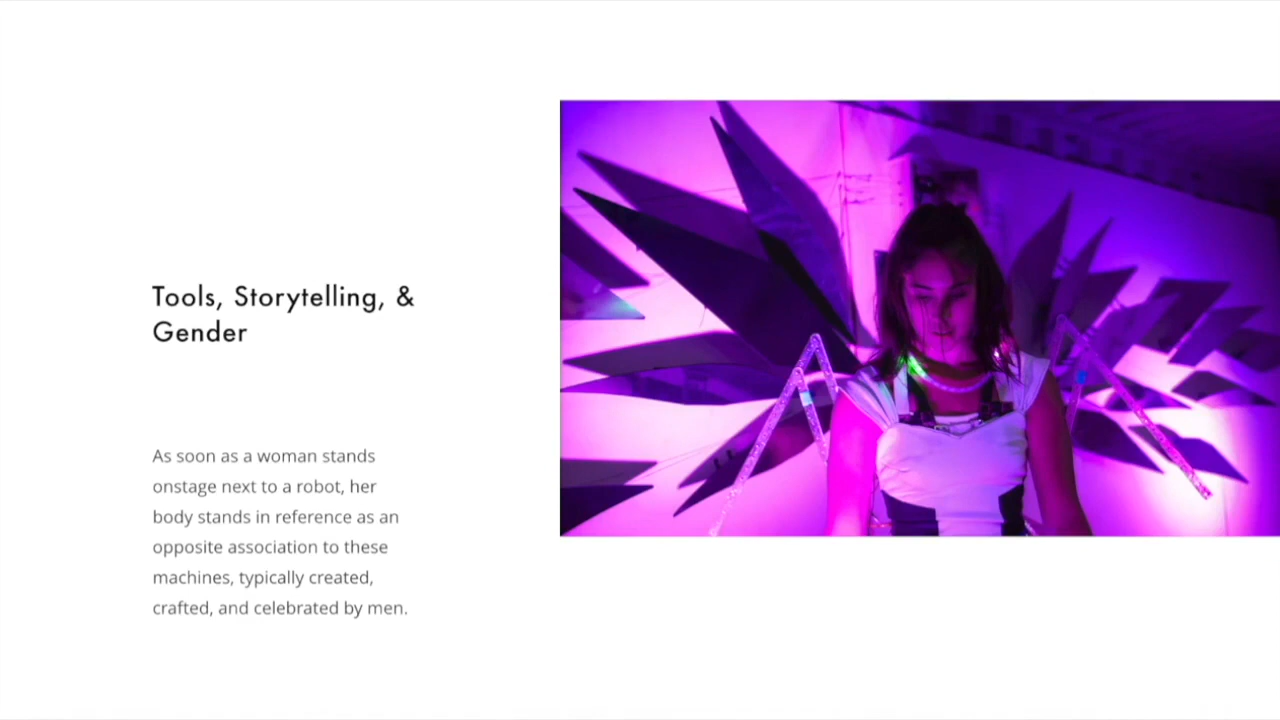 Tools, Storytelling, &
Gender
As soon as a woman stands
onstage next to a robot, her
body stands in reference as an
opposite association to these
machines, typically created,
crafted, and celebrated by men.